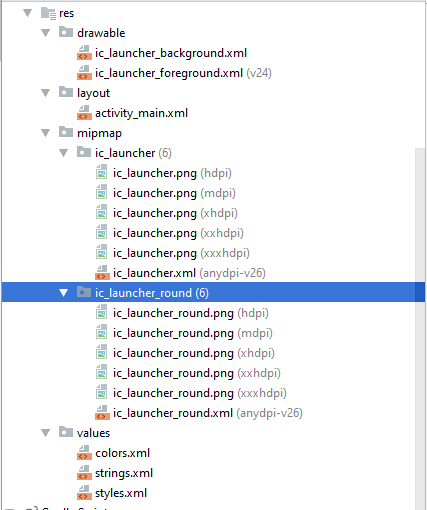 res
drawable
ic_launcher_background.xml
ic_launcher_foreground.xml (v24)
layout
activity_main.xml
mipmap
ic_launcher (6)
ic_launcher.png (hdpi)
ic_launcher.png (mdpi)
ic_launcher.png (xhdpi)
ic_launcher.png (xxhdpi)
ic_launcher.png (xxxhdpi)
ic_launcher.xml (anydpi-v26)
ic_launcher_round (6)
ic_launcher_round.png (hdpi)
ic_launcher_round.png (mdpi)
ic_launcher_round.png (xhdpi)
ic_launcher_round.png (xxhdpi)
ic_launcher_round.png (xxxhdpi)
ic_launcher_round.xml (anydpi-v26)
values
colors.xml
strings.xml
styles.xml